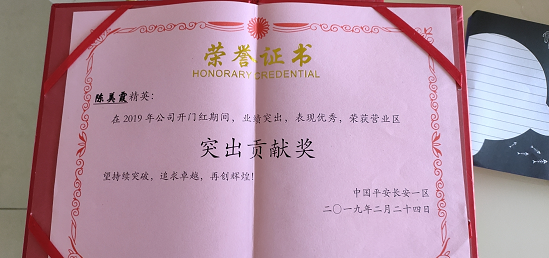 荣誉证书
HONORARY CREDENTIAL
陈美霞精英：
在2019年公司开门红期间，业绩突出，表现优秀，荣获营业区
突出贡献奖
望持续突破，追求卓越，再创辉煌！
中国平安长安一区
二〇一九年二月二十四日